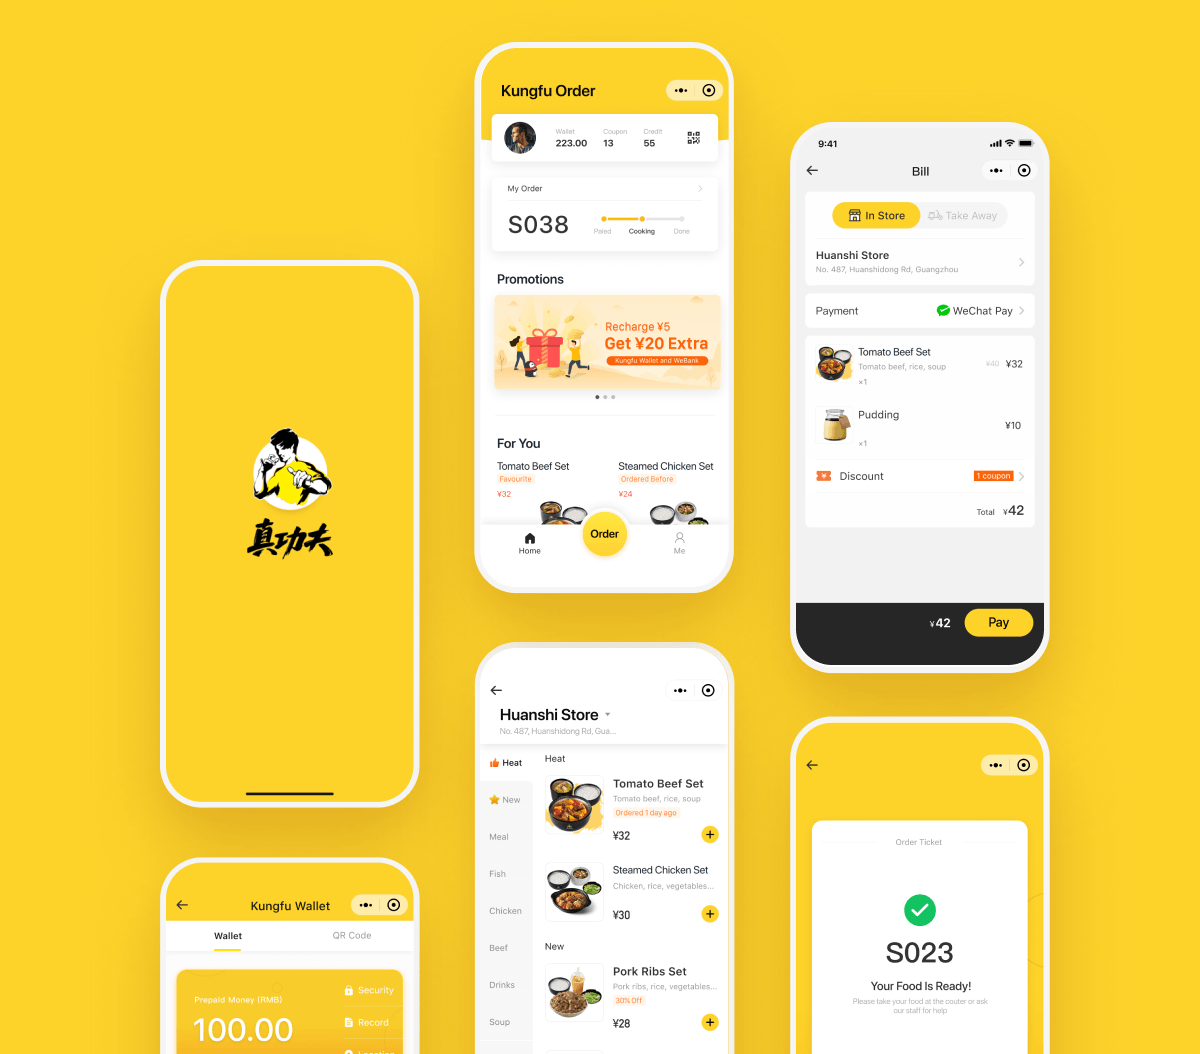 真功夫
Kungfu Order
Wallet
223.00
Coupon
13
Credit
55
My Order
S038
Paied
Cooking
Done
Promotions
Recharge ¥5
Get ¥20 Extra
Kungfu Wallet and WeBank
For You
Tomato Beef Set
Favourite
¥32
Steamed Chicken Set
Ordered Before
¥24
Home
Order
Me
9:41
Bill
In Store
Take Away
Huanshi Store
No. 487, Huanshidong Rd, Guangzhou
Payment
WeChat Pay
Tomato Beef Set
Tomato beef, rice, soup
×1
¥40 ¥32
Pudding
×1
¥10
Discount
1 coupon
Total ¥42
¥42
Pay
Kungfu Wallet
Wallet
QR Code
Prepaid Money (RMB)
100.00
Security
Record
Huanshi Store
No. 487, Huanshidong Rd, Gua...
Heat
New
Meal
Fish
Chicken
Beef
Drinks
Soup
Heat
Tomato Beef Set
Tomato beef, rice, soup
Ordered 1 day ago
¥32
Steamed Chicken Set
Chicken, rice, vegetables...
¥30
New
Pork Ribs Set
Pork ribs, rice, vegetables...
30% Off
¥28
Order Ticket
S023
Your Food Is Ready!
Please take your food at the couter or ask
our staff for help